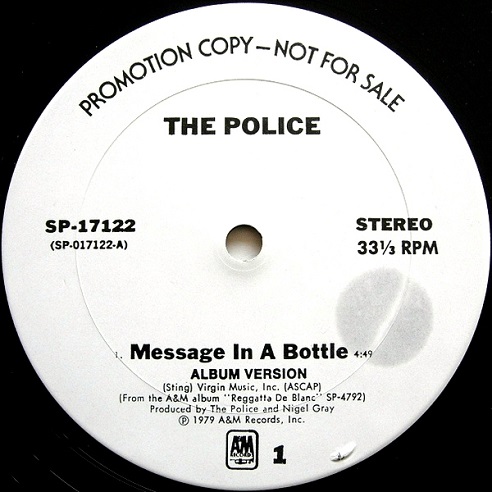 PROMOTION COPY—NOT FOR SALE
THE POLICE
SP-17122
(SP-017122-A)
STEREO
33⅓ RPM
1. Message In A Bottle 4:49
ALBUM VERSION
(Sting) Virgin Music, Inc. (ASCAP)
(From the A&M album "Reggatta De Blanc" SP-4792)
Produced by The Police and Nigel Gray
℗ 1979 A&M Records, Inc.
A&M
RECORDS
1